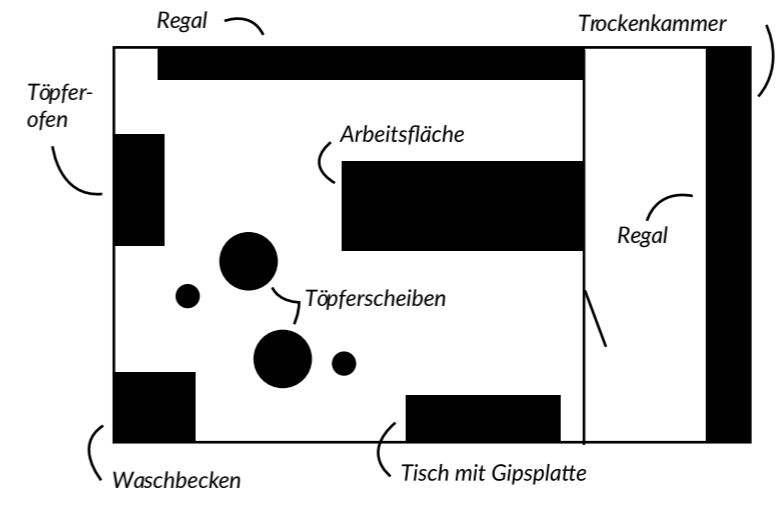 Regal
Trockenkammer
Töpfer-
ofen
Arbeitsfläche
Regal
Töpferscheiben
Tisch mit Gipsplatte
Waschbecken